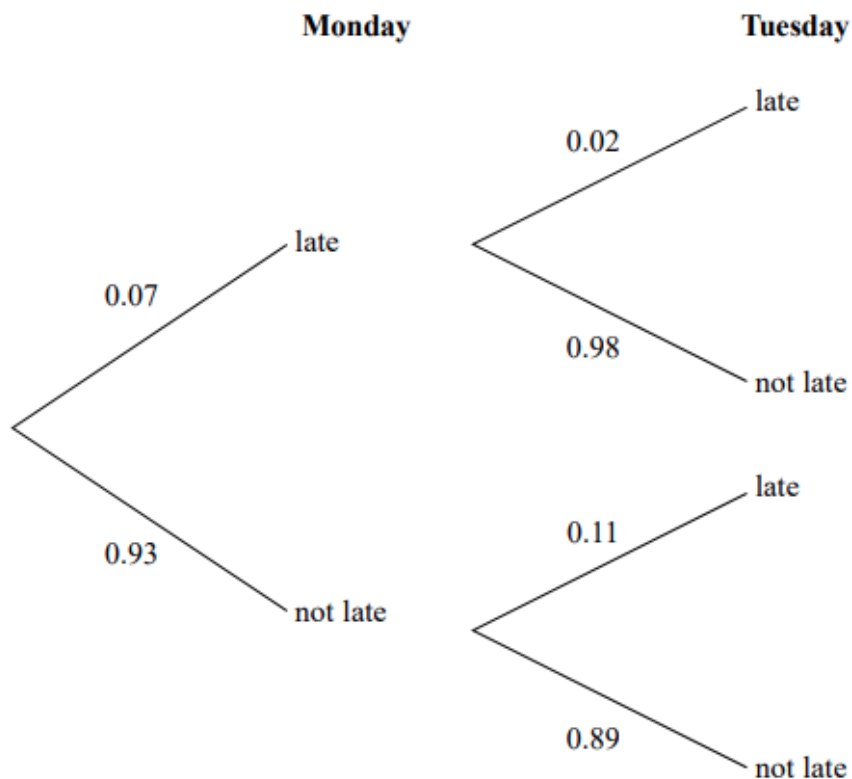 Monday Tuesday
late
0.02
late
0.07
0.98
not late
late
0.11
0.93
not late
0.89
not late